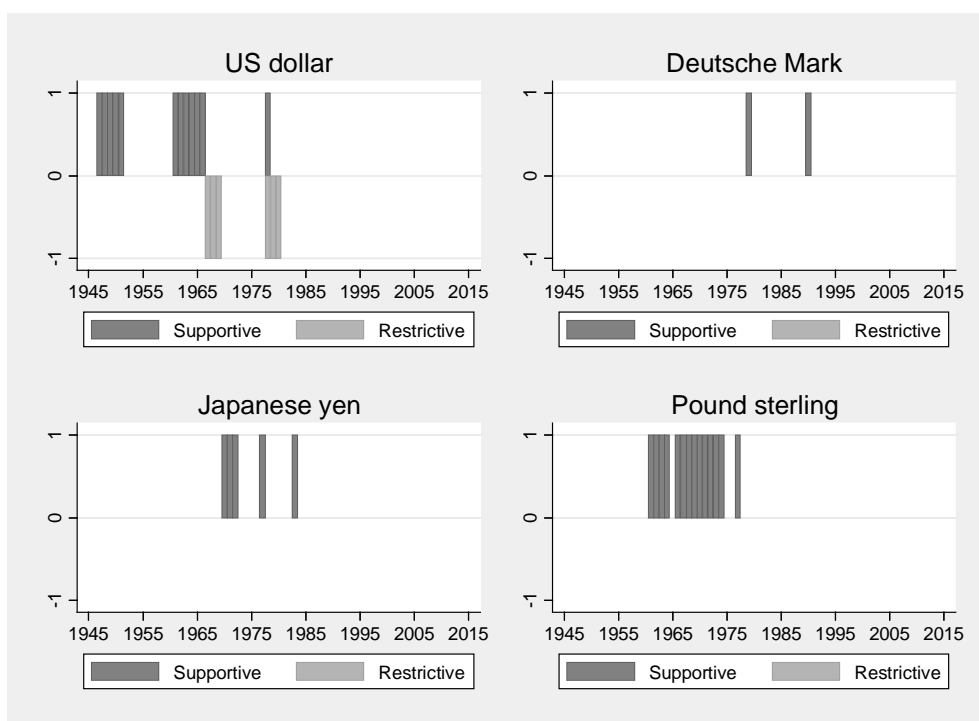 US dollar
1
0
-1
1945 1955 1965 1975 1985 1995 2005 2015
Supportive Restrictive
Deutsche Mark
1
0
-1
1945 1955 1965 1975 1985 1995 2005 2015
Supportive Restrictive
Japanese yen
1
0
-1
1945 1955 1965 1975 1985 1995 2005 2015
Supportive Restrictive
Pound sterling
1
0
-1
1945 1955 1965 1975 1985 1995 2005 2015
Supportive Restrictive